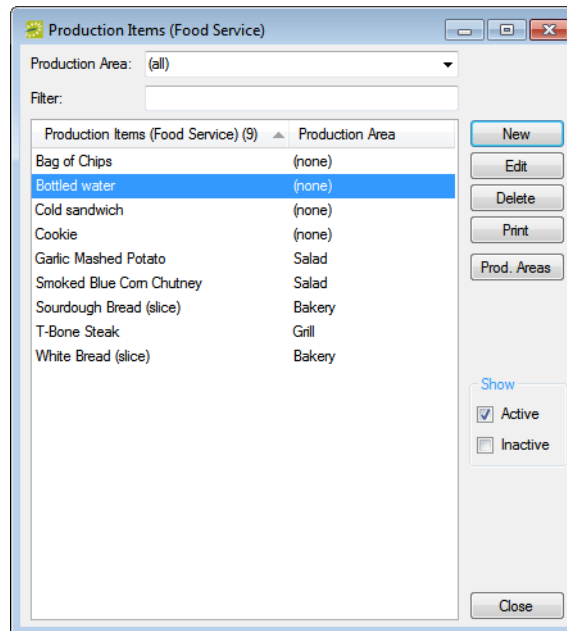 Production Items (Food Service)
Production Area: (all)
Filter:
Production Items (Food Service) (9) Production Area
Bag of Chips (none)
Bottled water (none)
Cold sandwich (none)
Cookie (none)
Garlic Mashed Potato Salad
Smoked Blue Corn Chutney Salad
Sourdough Bread (slice) Bakery
T-Bone Steak Grill
White Bread (slice) Bakery
New
Edit
Delete
Print
Prod. Areas
Show
Active
Inactive
Close